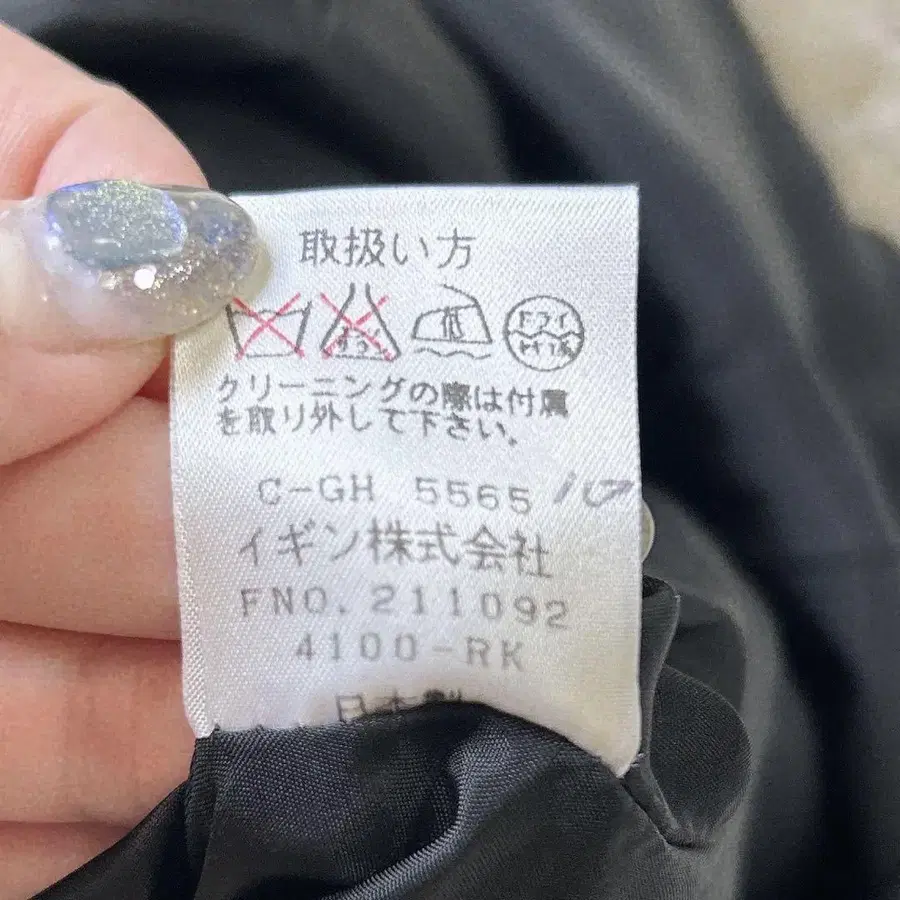 取扱い方
低 ドライ
クリーニングの際は付属
を取り外して下さい。
C-GH 5565 10
イギン株式会社
FNO. 211092
4100-RK
日本製